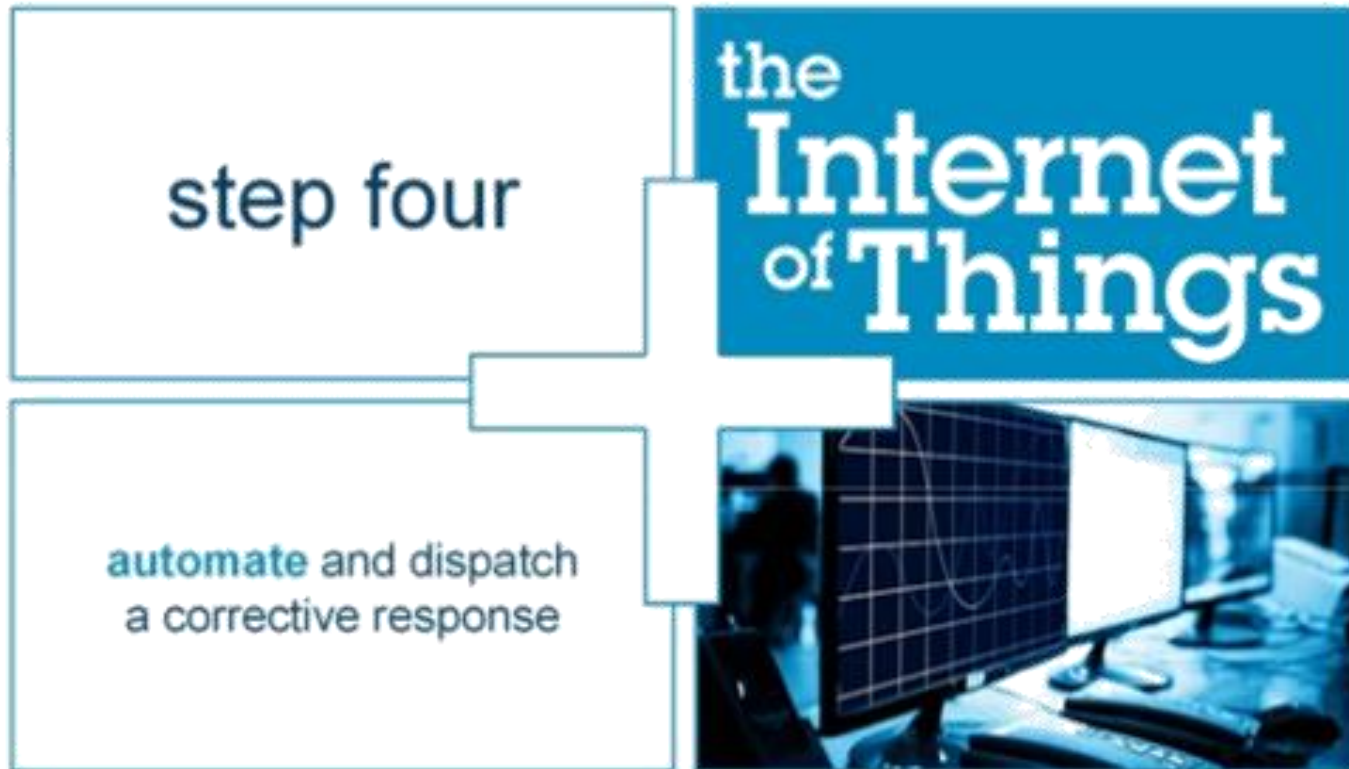 step four
the
Internet
of Things
automate and dispatch
a corrective response